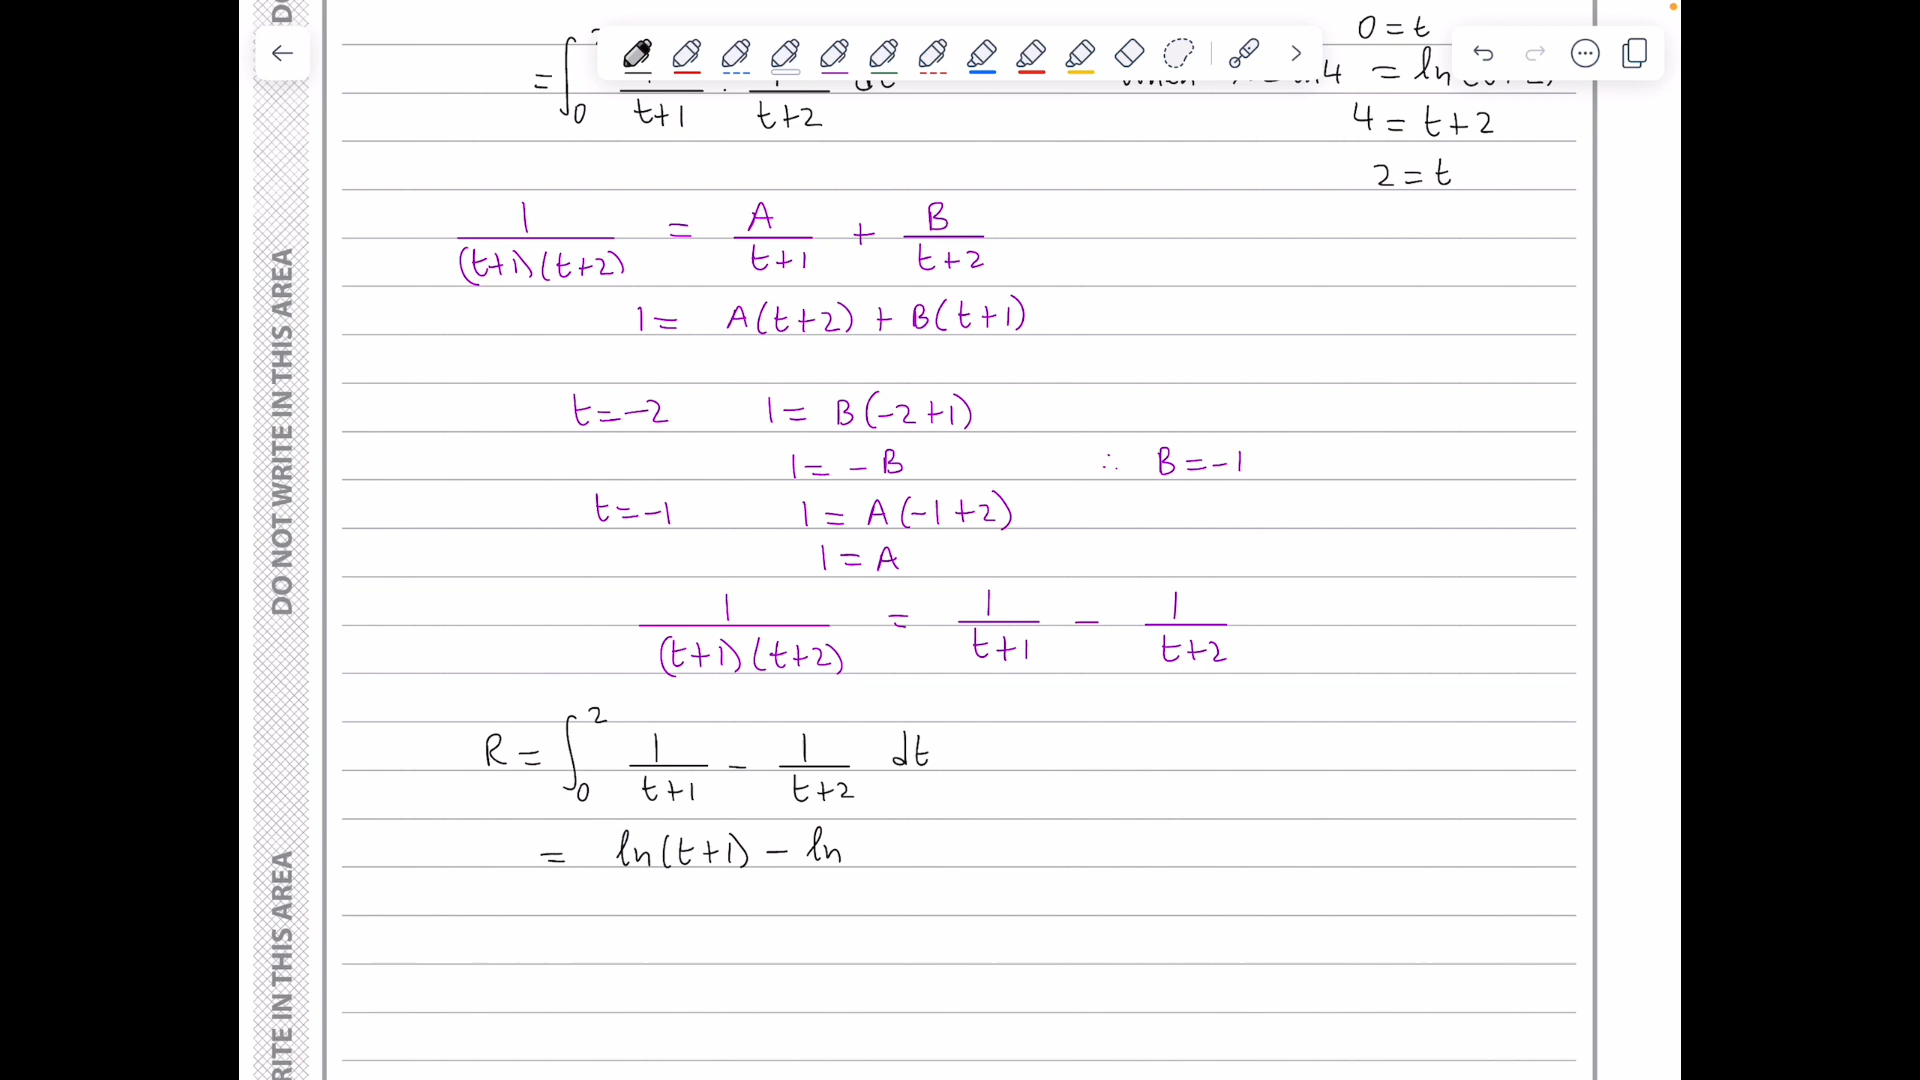 0 = t
= ∫₀ t+1 · t+2
4 = ln
4 = t+2
2 = t
1/((t+1)(t+2)) = A/(t+1) + B/(t+2)
1 = A(t+2) + B(t+1)
t = -2 1 = B(-2+1)
1 = -B ∴ B = -1
t = -1 1 = A(-1+2)
1 = A
1/((t+1)(t+2)) = 1/(t+1) - 1/(t+2)
R = ∫₀² 1/(t+1) - 1/(t+2) dt
= ln(t+1) - ln
DO NOT WRITE IN THIS AREA
RITE IN THIS AREA